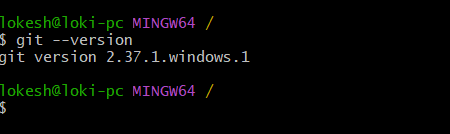 lokesh@loki-pc MINGW64 /
$ git --version
git version 2.37.1.windows.1
lokesh@loki-pc MINGW64 /
$